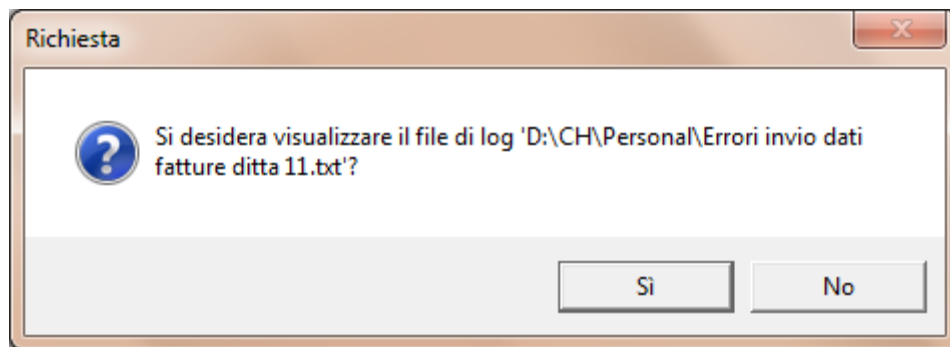 Richiesta
Si desidera visualizzare il file di log 'D:\CH\Personal\Errori invio dati
fatture ditta 11.txt'?
Sì
No